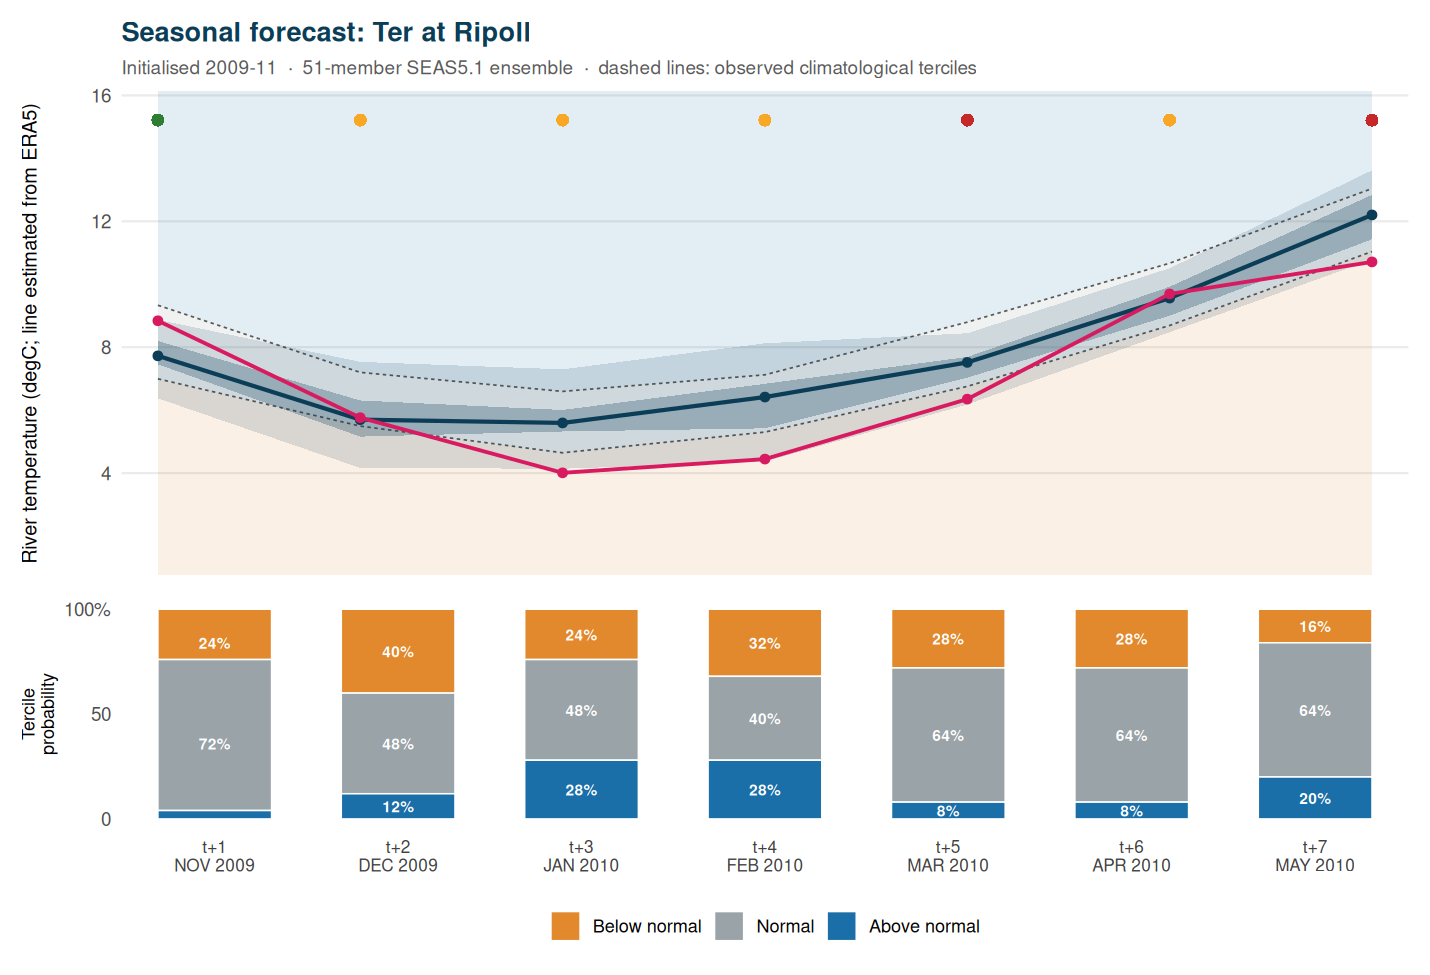 Seasonal forecast: Ter at Ripoll
Initialised 2009-11 · 51-member SEAS5.1 ensemble · dashed lines: observed climatological terciles
River temperature (degC; line estimated from ERA5)
16
12
8
4
Tercile
probability
100%
50
0
24% 40% 24% 32% 28% 28% 16%
72% 48% 48% 40% 64% 64% 64%
12% 28% 28% 8% 8% 20%
t+1 t+2 t+3 t+4 t+5 t+6 t+7
NOV 2009 DEC 2009 JAN 2010 FEB 2010 MAR 2010 APR 2010 MAY 2010
Below normal Normal Above normal